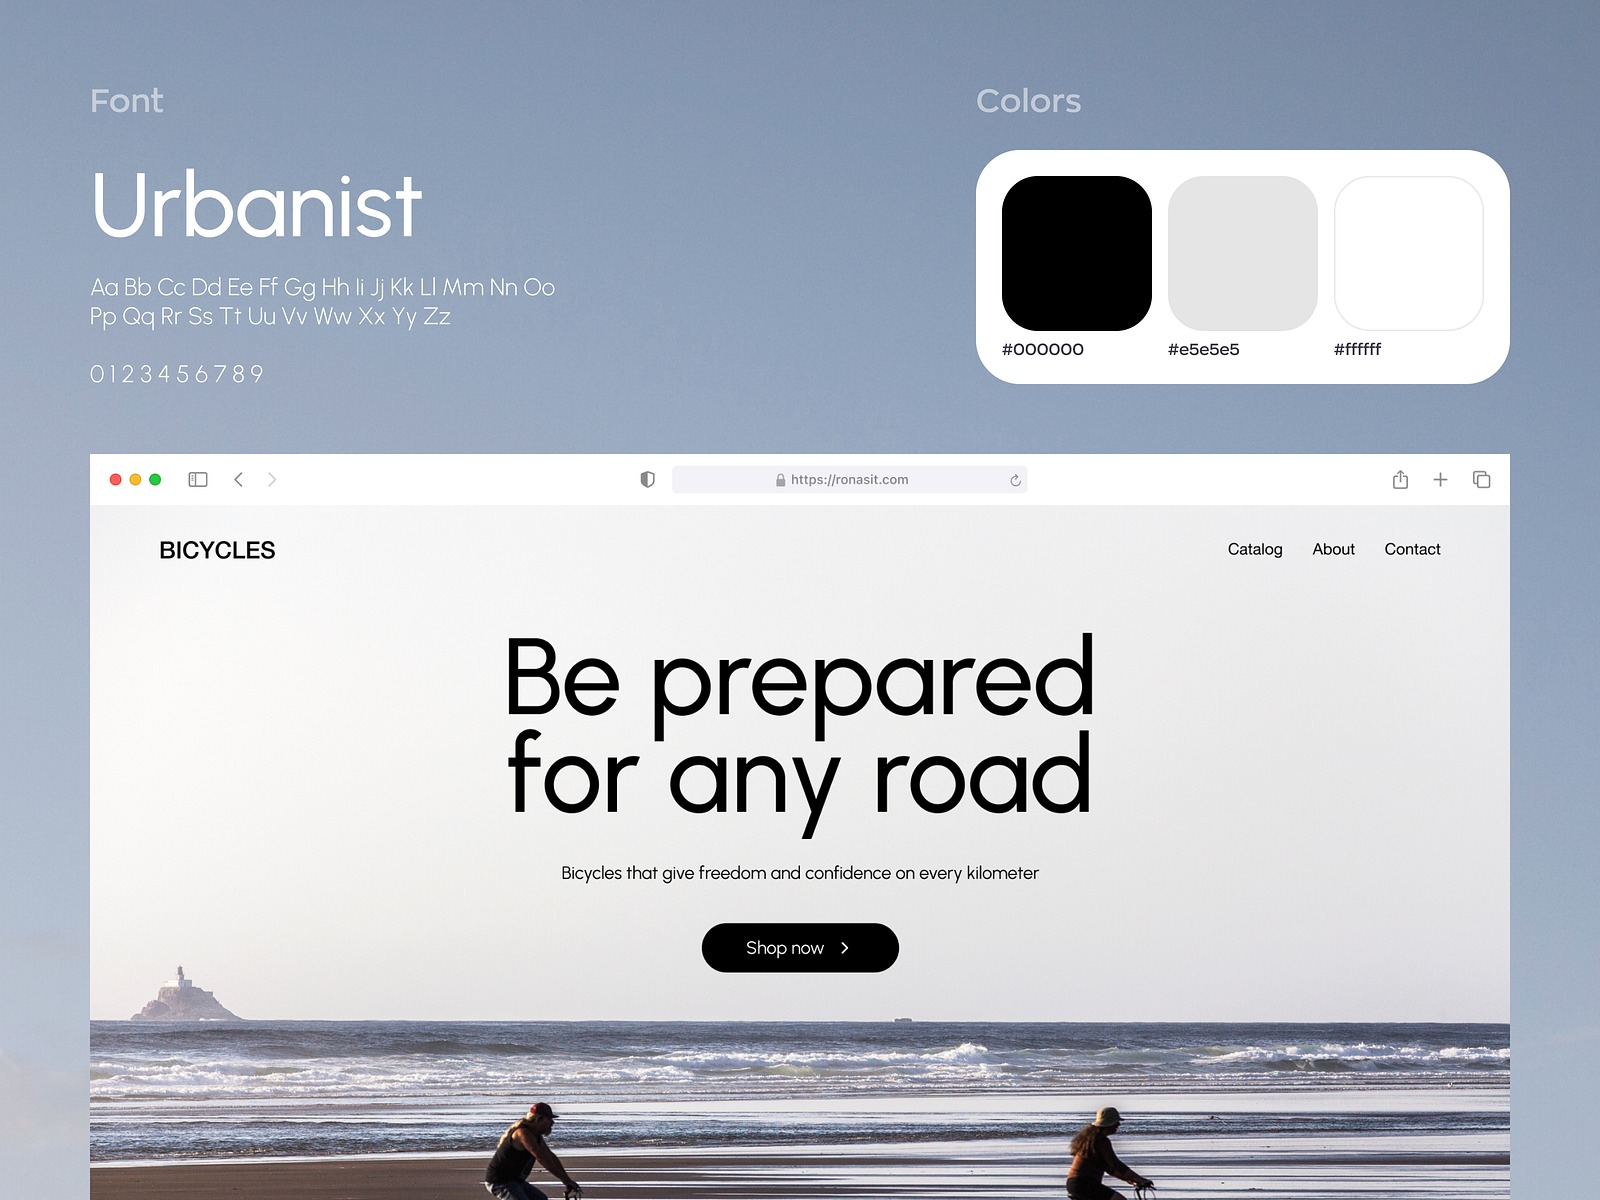 Font
Colors
Urbanist
Aa Bb Cc Dd Ee Ff Gg Hh Ii Jj Kk Ll Mm Nn Oo
Pp Qq Rr Ss Tt Uu Vv Ww Xx Yy Zz
0 1 2 3 4 5 6 7 8 9
#000000
#e5e5e5
#ffffff
https://ronasit.com
BICYCLES
Catalog
About
Contact
Be prepared
for any road
Bicycles that give freedom and confidence on every kilometer
Shop now